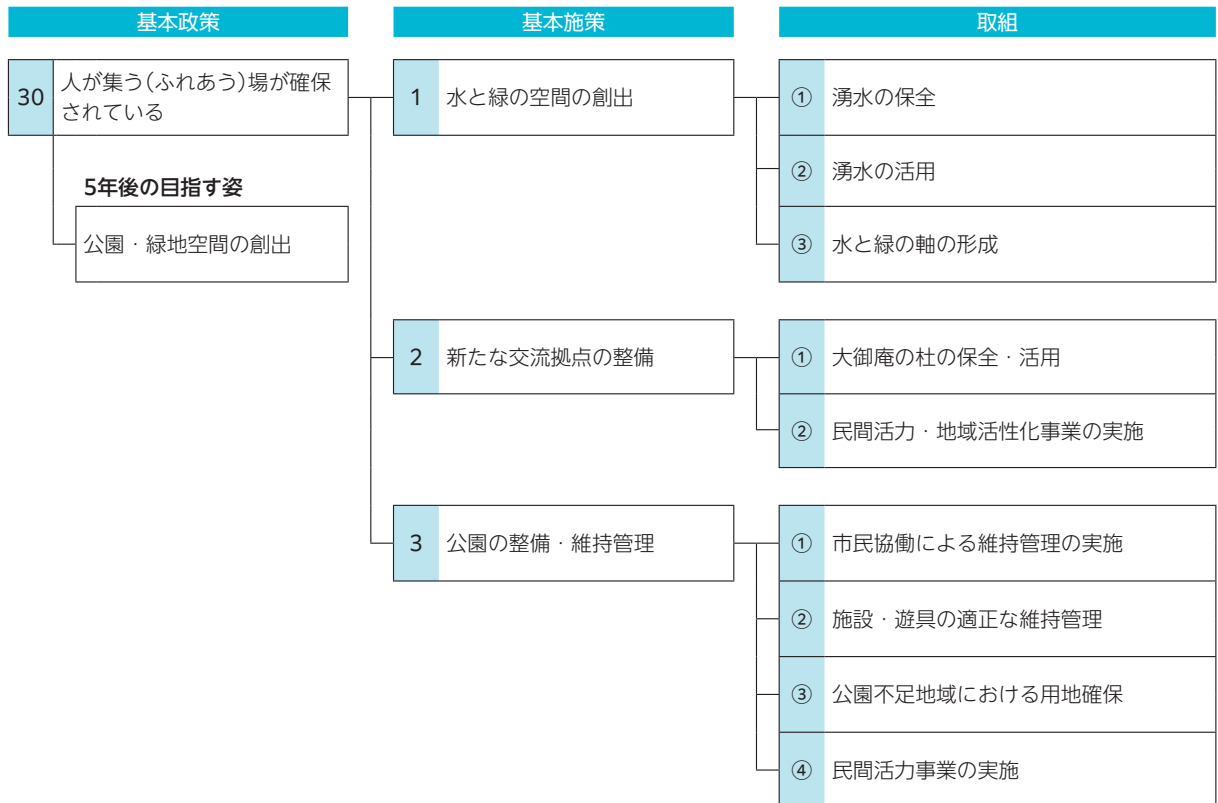 基本政策
基本施策
取組
30 人が集う(ふれあう)場が確保
されている
5年後の目指す姿
公園・緑地空間の創出
1 水と緑の空間の創出
① 湧水の保全
② 湧水の活用
③ 水と緑の軸の形成
2 新たな交流拠点の整備
① 大御庵の杜の保全・活用
② 民間活力・地域活性化事業の実施
3 公園の整備・維持管理
① 市民協働による維持管理の実施
② 施設・遊具の適正な維持管理
③ 公園不足地域における用地確保
④ 民間活力事業の実施